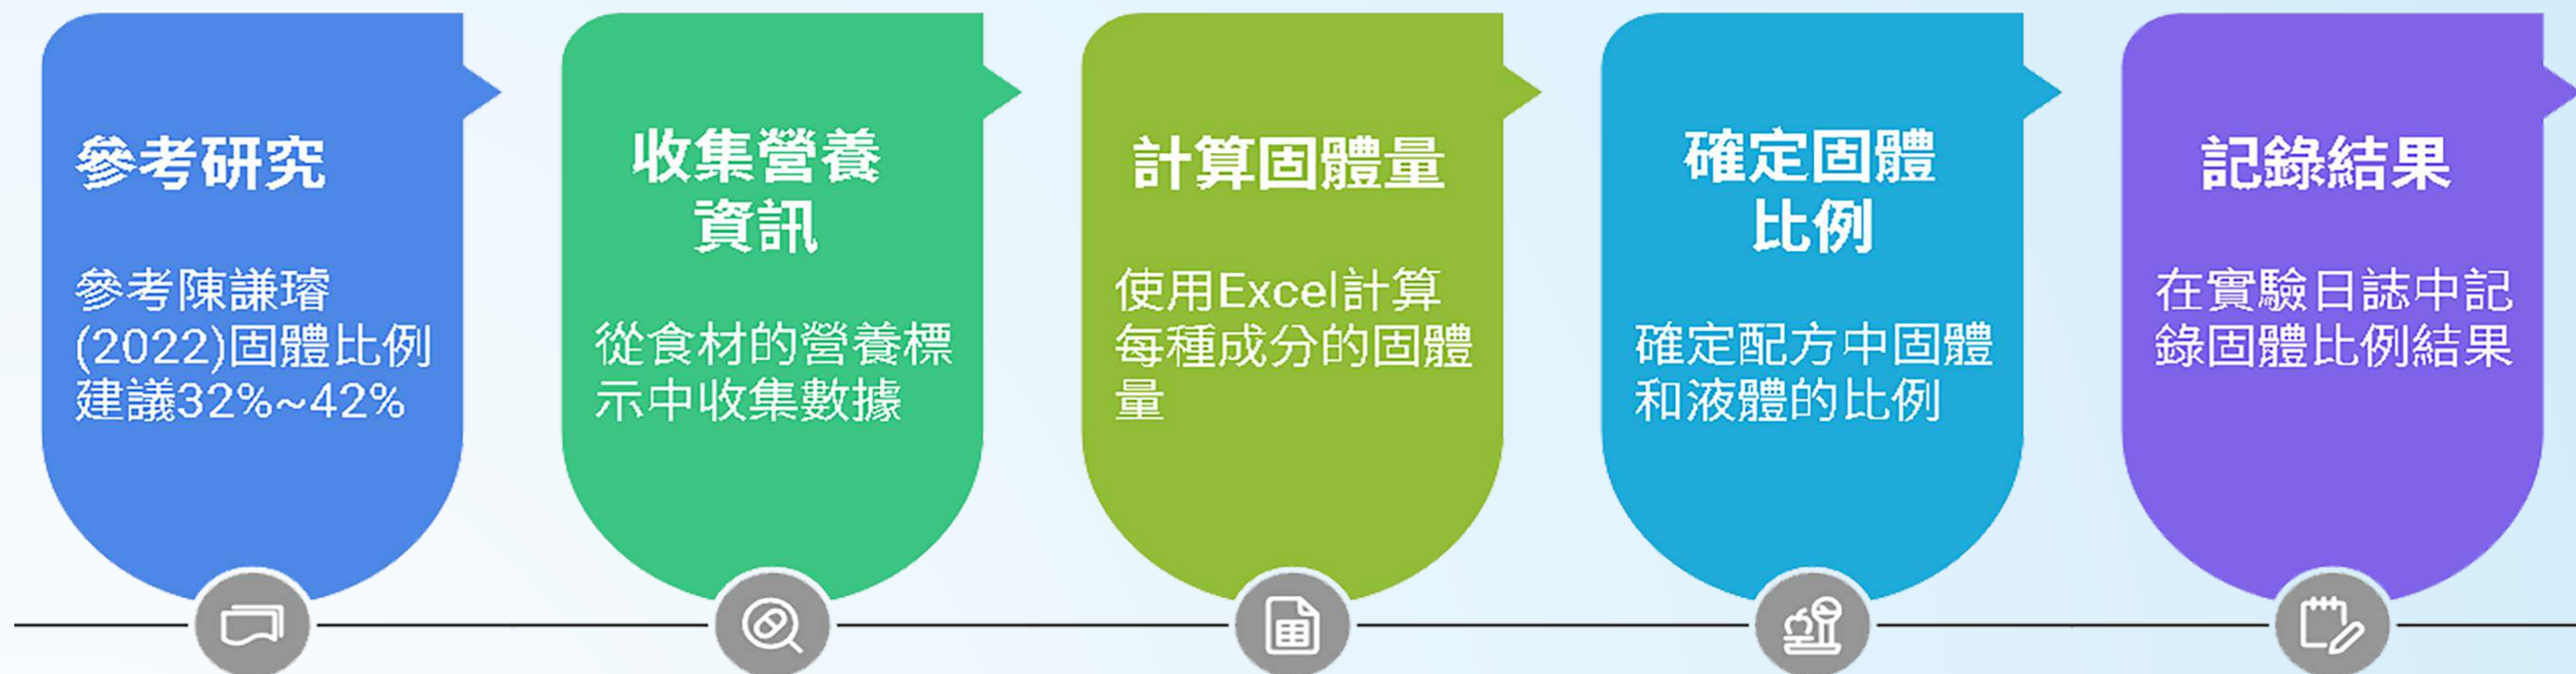 參考研究
參考陳謙璿
(2022)固體比例
建議32%~42%
收集營養
資訊
從食材的營養標
示中收集數據
計算固體量
使用Excel計算
每種成分的固體
量
確定固體
比例
確定配方中固體
和液體的比例
記錄結果
在實驗日誌中記
錄固體比例結果